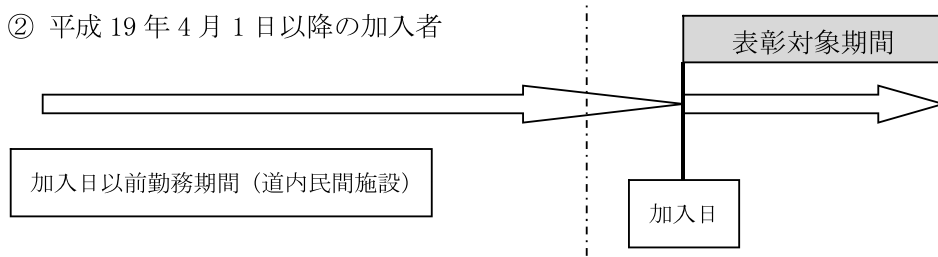 ② 平成 19 年 4 月 1 日以降の加入者
表彰対象期間
加入日以前勤務期間（道内民間施設）
加入日